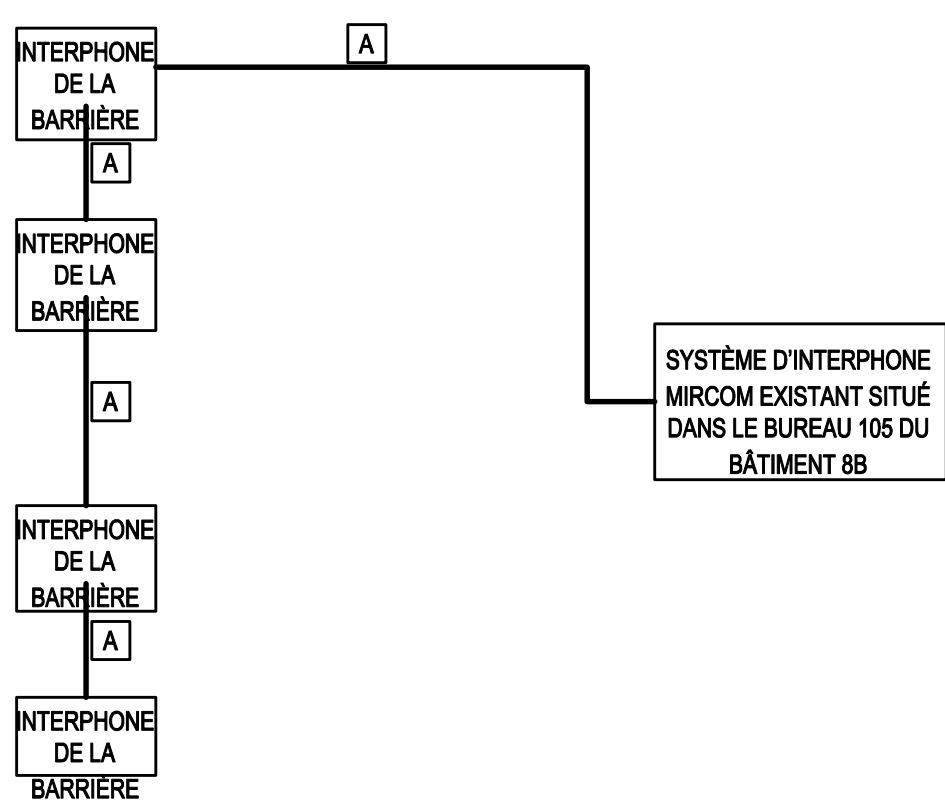 INTERPHONE
DE LA
BARRIÈRE
A
A
INTERPHONE
DE LA
BARRIÈRE
A
SYSTÈME D'INTERPHONE
MIRCOM EXISTANT SITUÉ
DANS LE BUREAU 105 DU
BÂTIMENT 8B
INTERPHONE
DE LA
BARRIÈRE
A
INTERPHONE
DE LA
BARRIÈRE